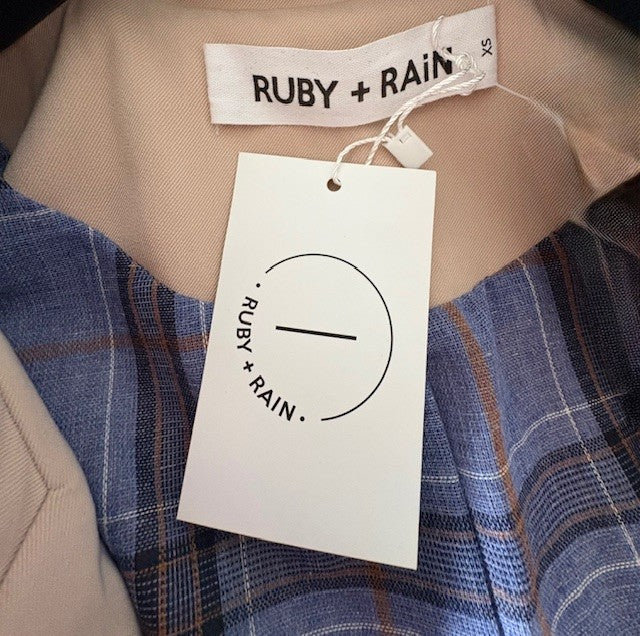 RUBY + RAiN
XS
• RUBY + RAIN •